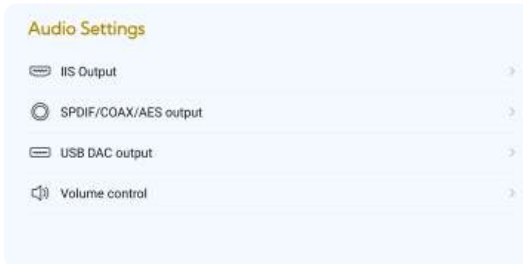 Audio Settings
IIS Output
SPDIF/COAX/AES output
USB DAC output
Volume control